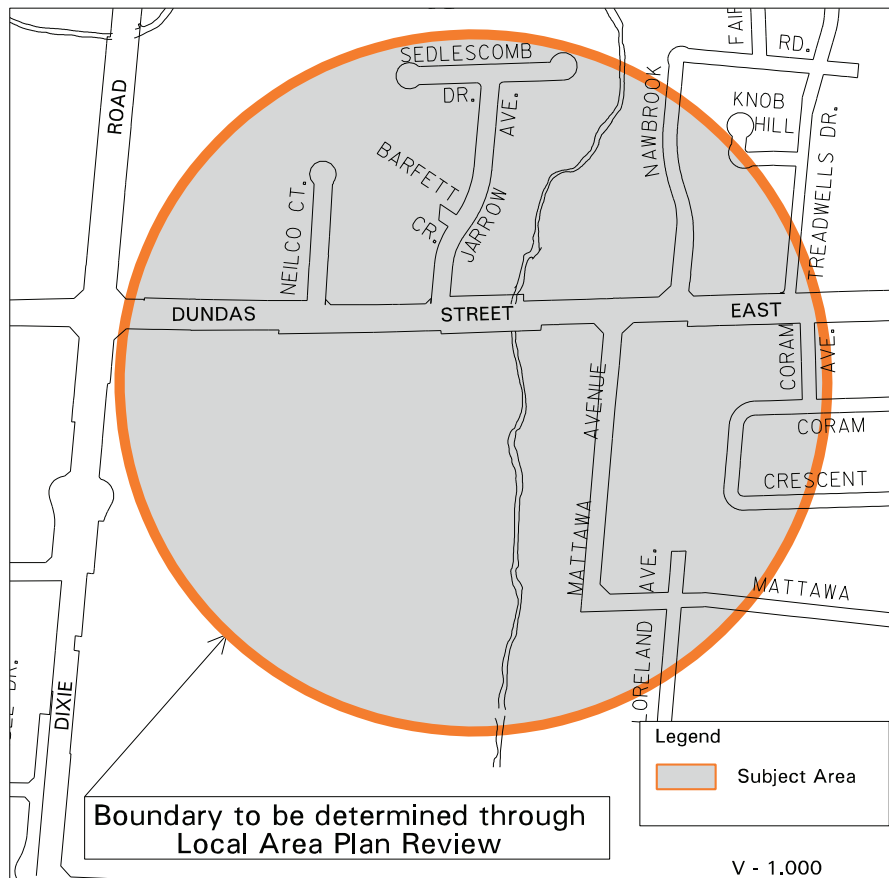 SEDLESCOMB
DR.
AVE.
JARROW
BARFETT
CR.
NEILCO CT.
ROAD
NAWBROOK
RD.
KNOB
HILL
TREADWELLS DR.
DUNDAS
STREET
EAST
CORAM
AVE.
CORAM
CRESCENT
MATTAWA
AVENUE
MATTAWA
AVE.
LORELAND
DIXIE
DR.
Legend
Subject Area
Boundary to be determined through
Local Area Plan Review
V - 1.000